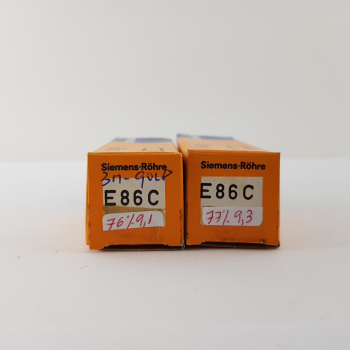 Siemens-Röhre
3n-gold
E86C
76% 9,1
Siemens-Röhre
E86C
77% 9,3